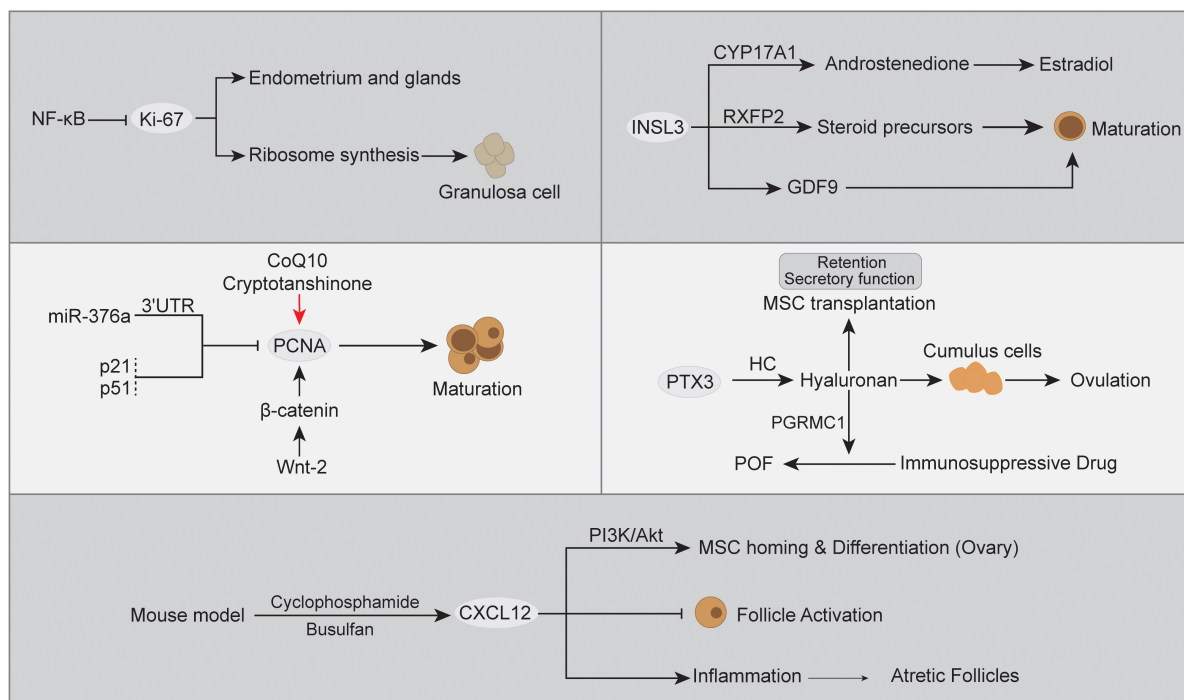 Endometrium and glands
NF-κB
Ki-67
Ribosome synthesis
Granulosa cell
CYP17A1
Androstenedione
Estradiol
INSL3
RXFP2
Steroid precursors
Maturation
GDF9
CoQ10
Cryptotanshinone
miR-376a
3'UTR
p21
p51
PCNA
Maturation
β-catenin
Wnt-2
Retention
Secretory function
MSC transplantation
PTX3
HC
Hyaluronan
Cumulus cells
Ovulation
PGRMC1
POF
Immunosuppressive Drug
Mouse model
Cyclophosphamide
Busulfan
CXCL12
PI3K/Akt
MSC homing & Differentiation (Ovary)
Follicle Activation
Inflammation
Atretic Follicles